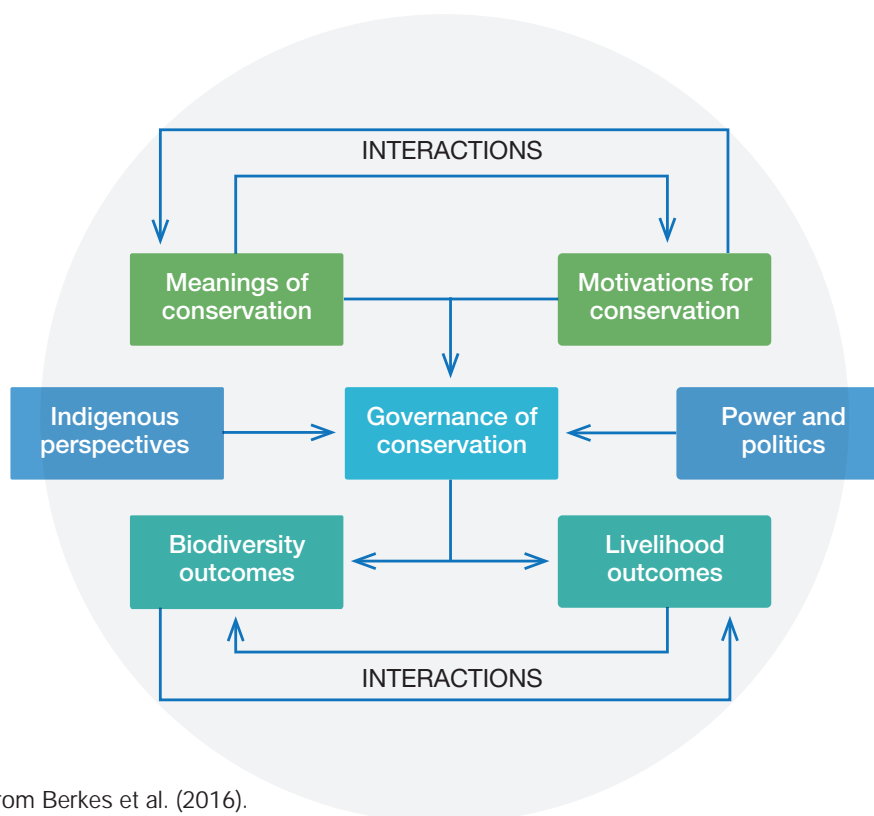 INTERACTIONS
Meanings of
conservation
Motivations for
conservation
Indigenous
perspectives
Governance of
conservation
Power and
politics
Biodiversity
outcomes
Livelihood
outcomes
INTERACTIONS
rom Berkes et al. (2016).